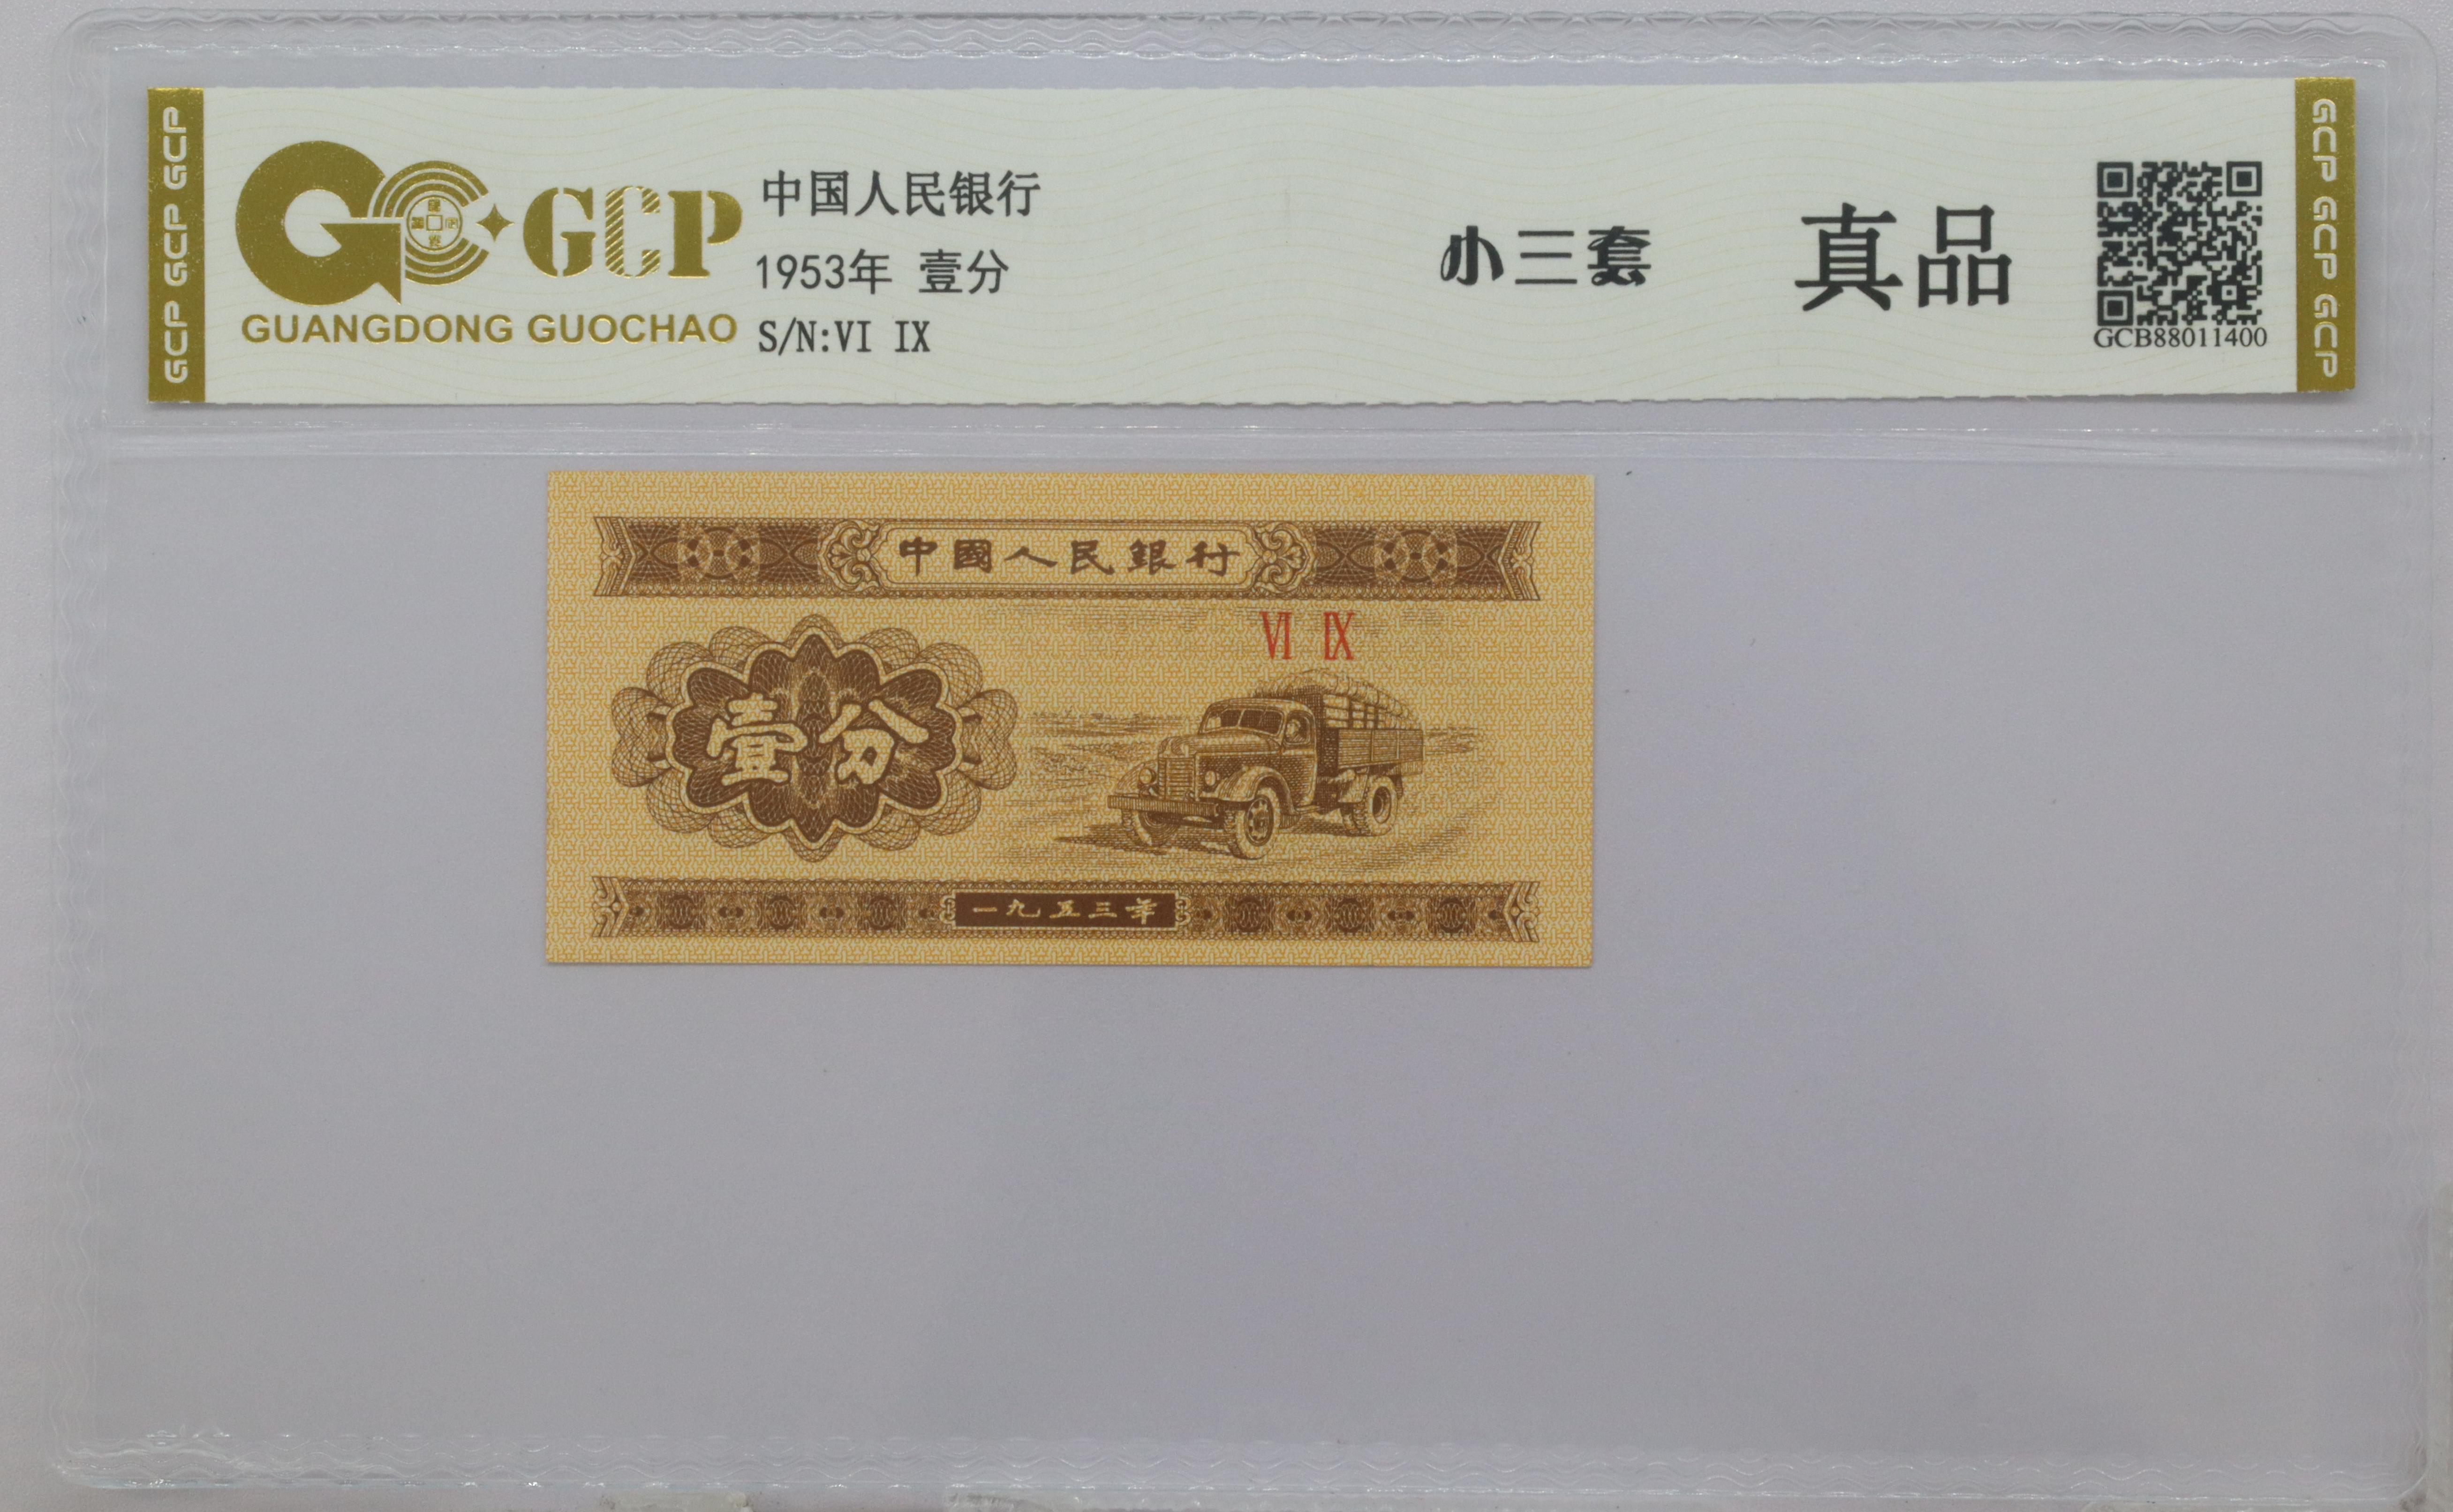 GCP GCP GCP
GCP
GUANGDONG GUOCHAO
中国人民银行
1953年 壹分
S/N:VI IX
小三套
真品
GCB88011400
GCP GCP GCP
中國人民銀行
VI IX
壹分
一九五三年